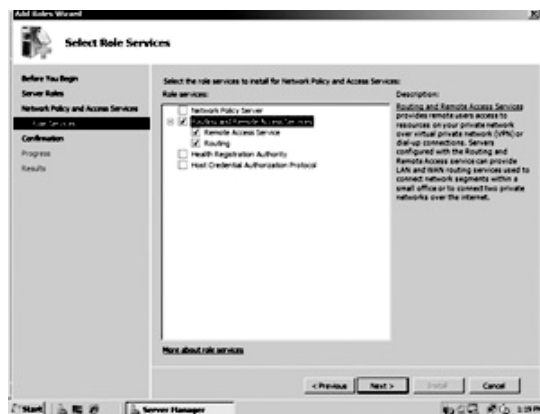 Add Roles Wizard
Select Role Services
Before You Begin
Server Roles
Network Policy and Access Services
Role Services
Confirmation
Progress
Results
Select the role services to install for Network Policy and Access Services:
Role services:
Network Policy Server
Routing and Remote Access Services
Remote Access Service
Routing
Health Registration Authority
Host Credential Authorization Protocol
More about role services
Description:
Routing and Remote Access Services
provides remote users access to
resources on your private network
over virtual private network (VPN) or
dial-up connections. Servers
configured with the Routing and
Remote Access service can provide
LAN and WAN routing services used to
connect network segments within a
small office or to connect two private
networks over the Internet.
< Previous
Next >
Install
Cancel
Start
Server Manager
1:19 PM